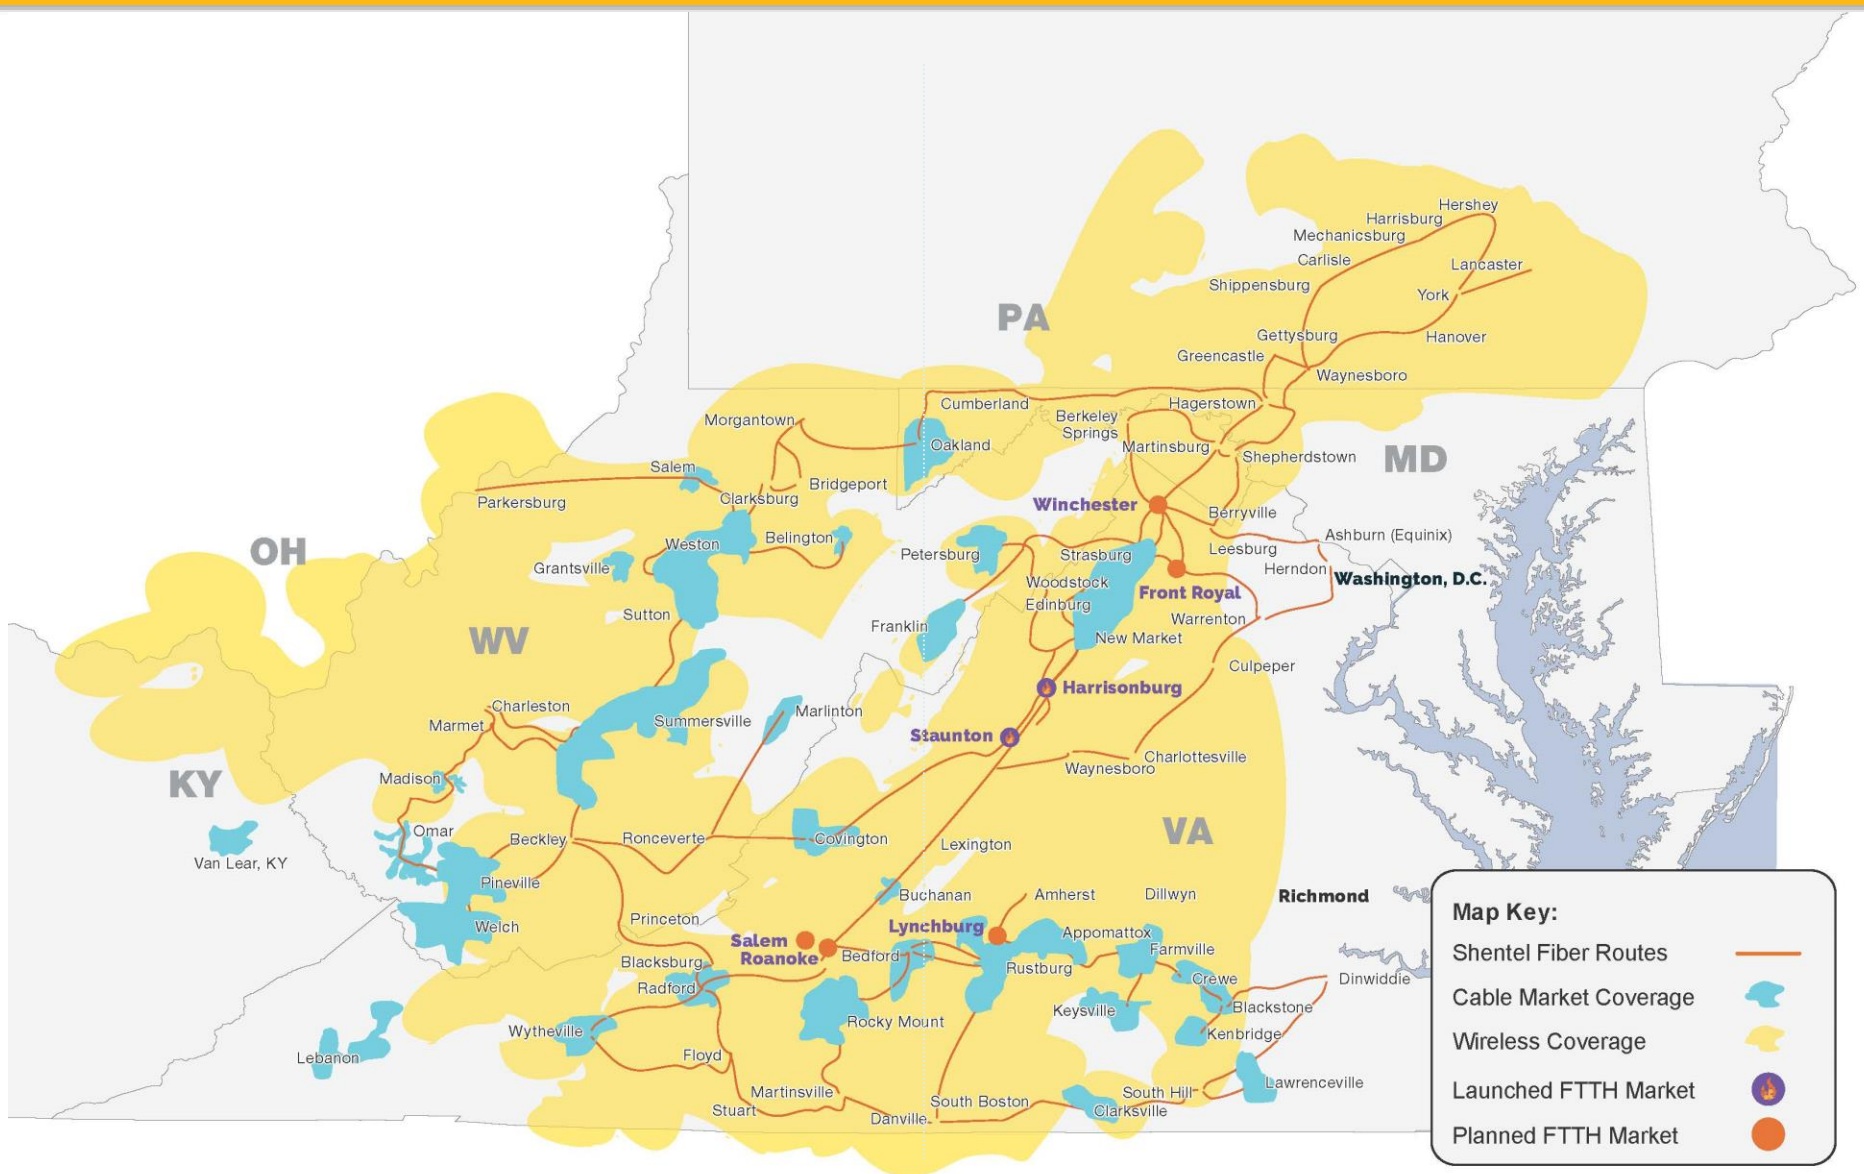 Hershey
Harrisburg
Mechanicsburg
Carlisle
Lancaster
Shippensburg
York
PA
Gettysburg
Hanover
Greencastle
Waynesboro
Cumberland
Hagerstown
Morgantown
Berkeley
Springs
Oakland
Martinsburg
Shepherdstown
MD
Salem
Bridgeport
Parkersburg
Clarksburg
Winchester
Berryville
Belington
Ashburn (Equinix)
Weston
OH
Petersburg
Strasburg
Leesburg
Grantsville
Herndon
Washington, D.C.
Woodstock
Front Royal
Edinburg
Sutton
Warrenton
Franklin
WV
New Market
Culpeper
Harrisonburg
Charleston
Marlinton
Summersville
Marmet
Staunton
Charlottesville
Waynesboro
Madison
KY
Omar
VA
Beckley
Ronceverte
Covington
Lexington
Van Lear, KY
Pineville
Buchanan
Amherst
Dillwyn
Richmond
Princeton
Welch
Lynchburg
Appomattox
Salem
Roanoke
Bedford
Farmville
Blacksburg
Rustburg
Crewe
Dinwiddie
Radford
Keysville
Blackstone
Rocky Mount
Wytheville
Kenbridge
Lebanon
Floyd
Lawrenceville
Martinsville
South Hill
South Boston
Stuart
Clarksville
Danville
Map Key:
Shentel Fiber Routes
Cable Market Coverage
Wireless Coverage
Launched FTTH Market
Planned FTTH Market